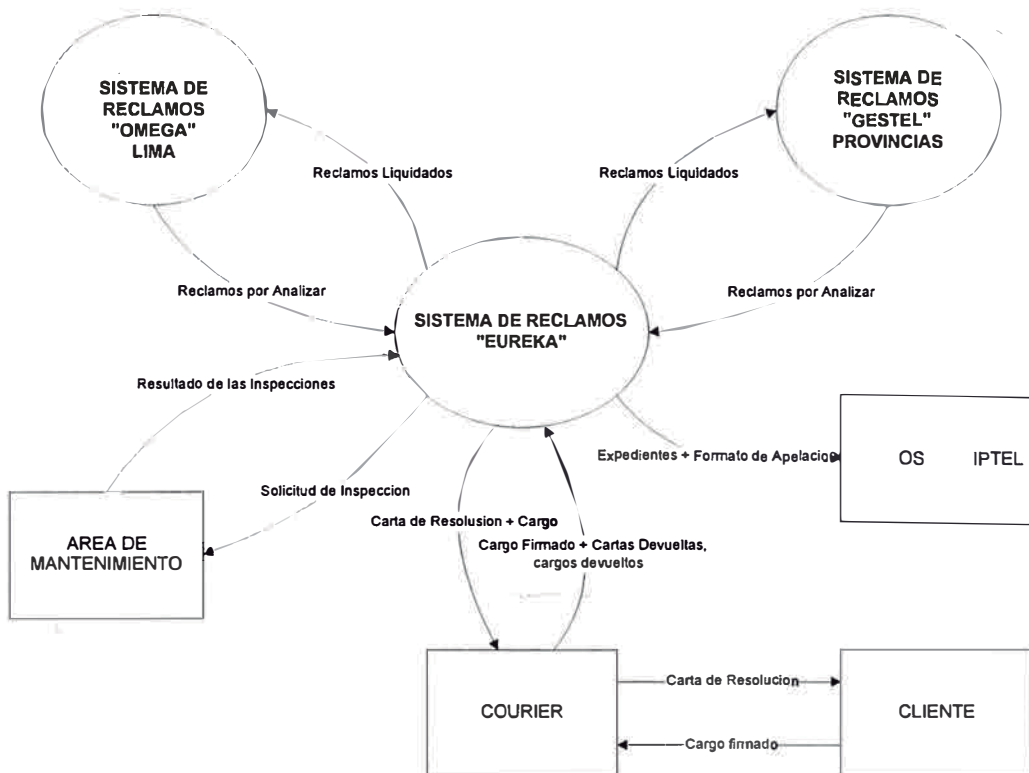 SISTEMA DE
RECLAMOS
"OMEGA"
LIMA
SISTEMA DE
RECLAMOS
"GESTEL"
PROVINCIAS
Reclamos Liquidados
Reclamos Liquidados
Reclamos por Analizar
Reclamos por Analizar
SISTEMA DE RECLAMOS
"EUREKA"
Resultado de las Inspecciones
Expedientes + Formato de Apelacio
OS IPTEL
Solicitud de Inspeccion
Carta de Resolusion + Cargo
Cargo Firmado + Cartas Devueltas,
cargos devueltos
AREA DE
MANTENIMIENTO
COURIER
Carta de Resolucion
Cargo firmado
CLIENTE